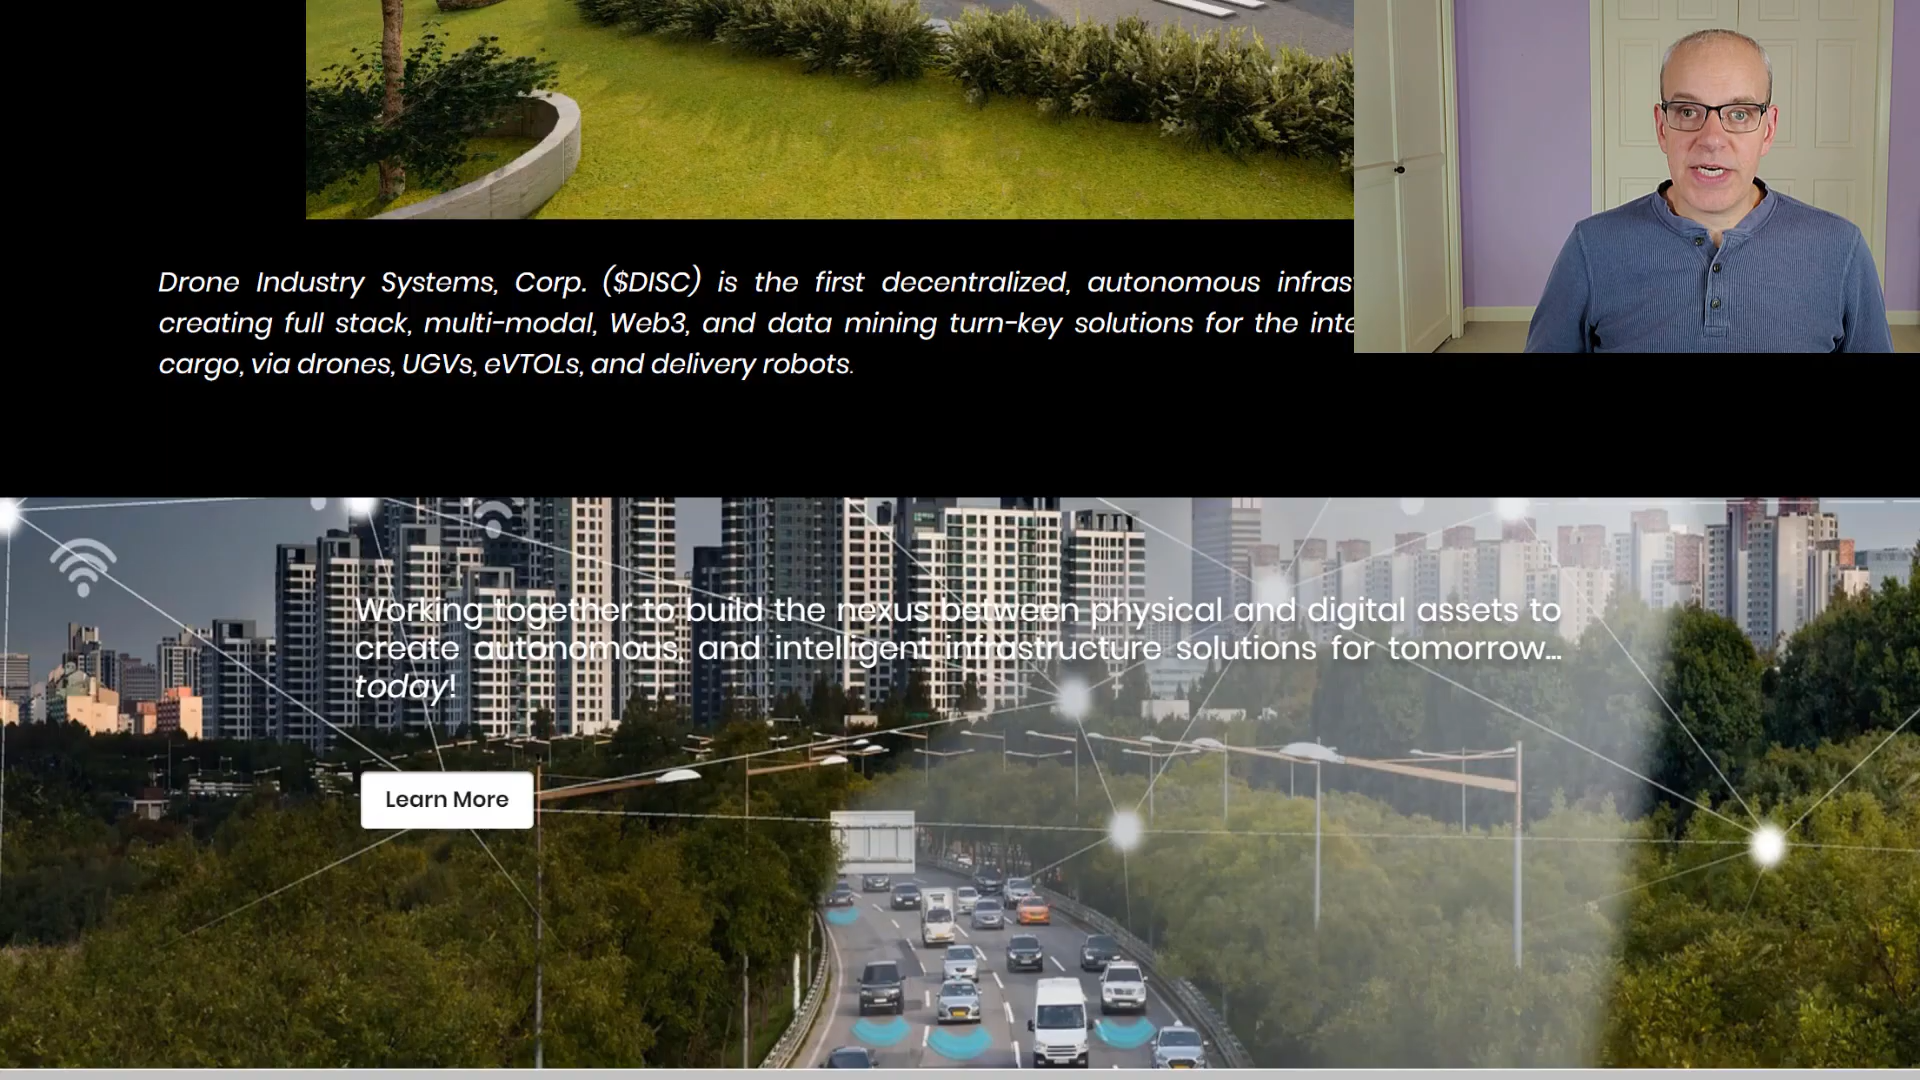 Drone Industry Systems, Corp. ($DISC) is the first decentralized, autonomous
creating full stack, multi-modal, Web3, and data mining turn-key solutions for the
cargo, via drones, UGVs, eVTOLs, and delivery robots.
Working together to build the nexus between physical and digital assets to
create autonomous, and intelligent infrastructure solutions for tomorrow...
today!
Learn More